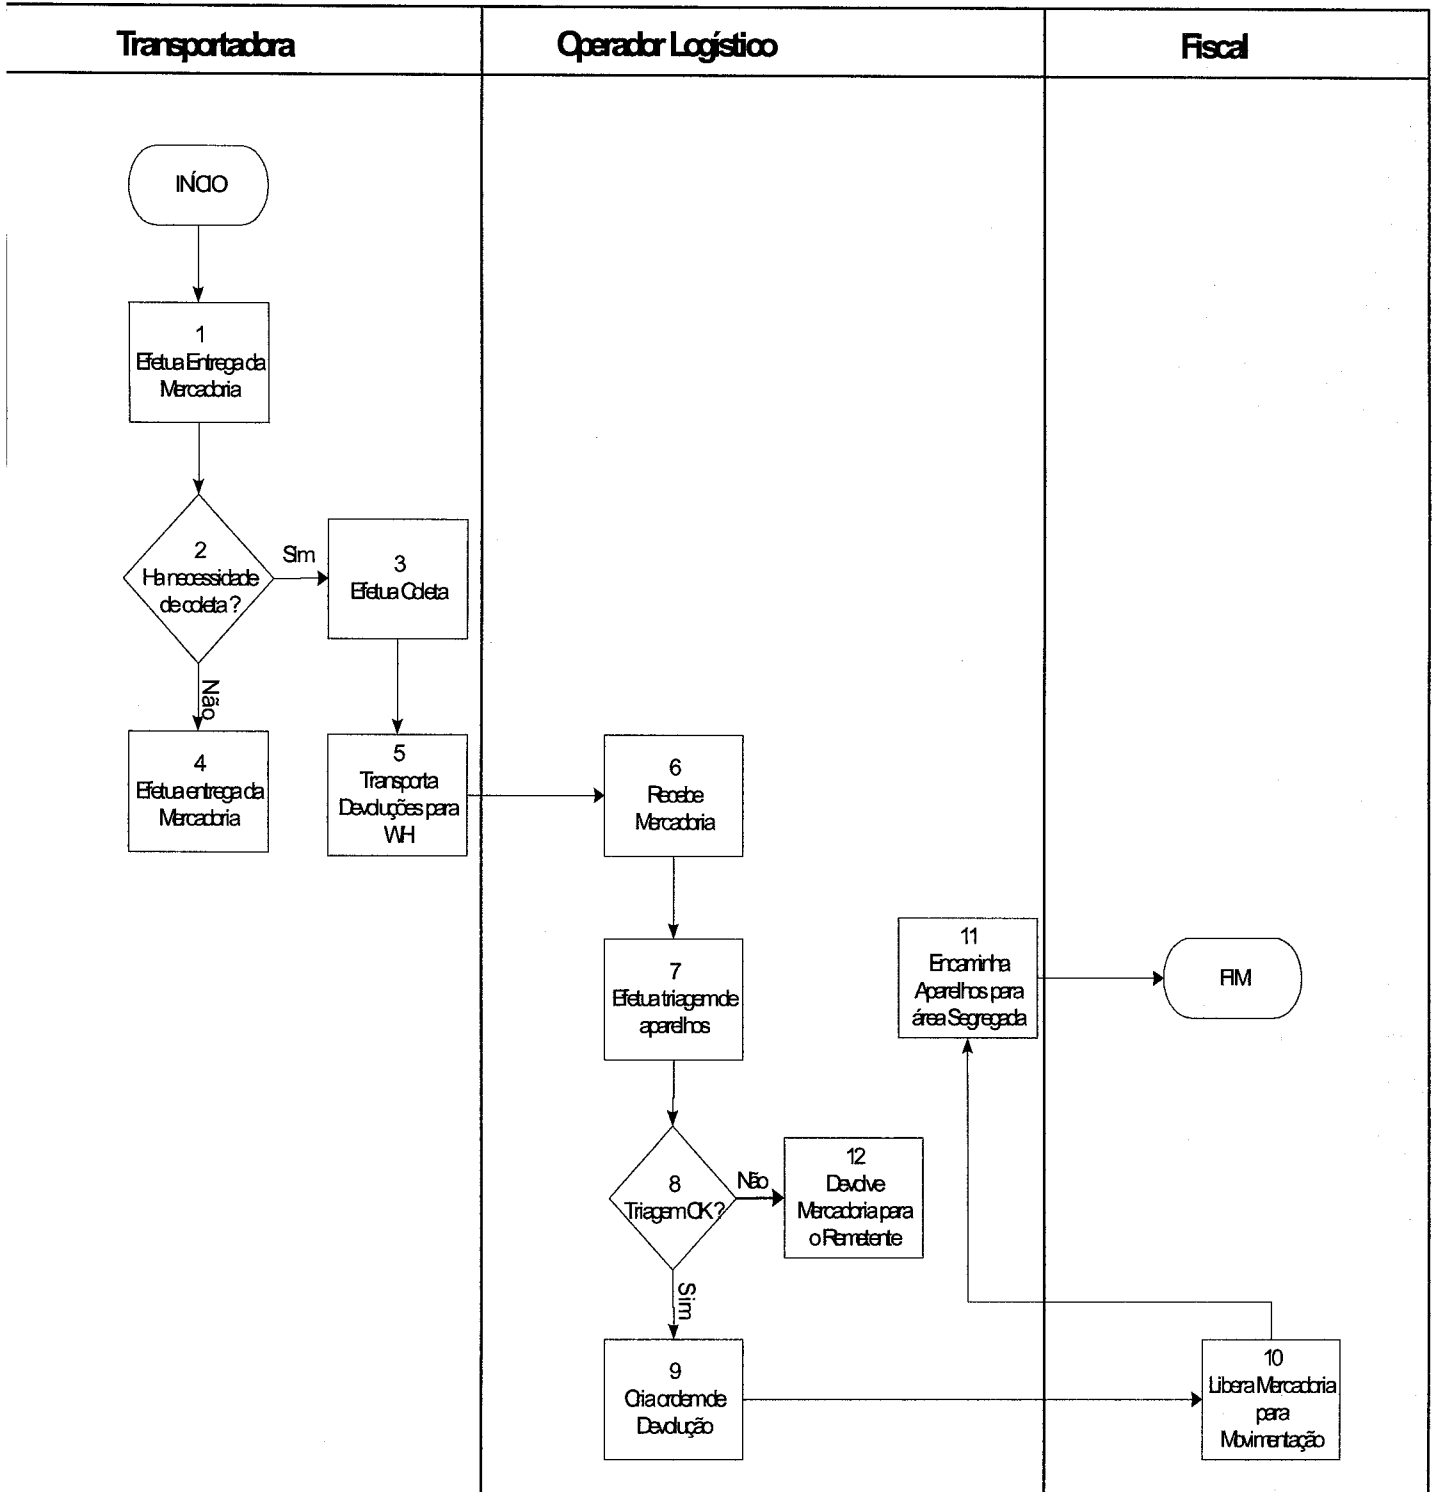 Transportadora
Operador Logístico
Fiscal
INÍCIO
1
Efetua Entrega da
Mercadoria
2
Ha necessidade
de coleta ?
Sim
3
Efetua Coleta
Não
4
Efetua entrega da
Mercadoria
5
Transporta
Devoluções para
WH
6
Recebe
Mercadoria
7
Efetua triagem de
aparelhos
8
Triagem OK ?
Não
12
Devolve
Mercadoria para
o Remetente
Sim
9
Cria ordem de
Devolução
10
Libera Mercadoria
para
Movimentação
11
Encaminha
Aparelhos para
área Segregada
FIM